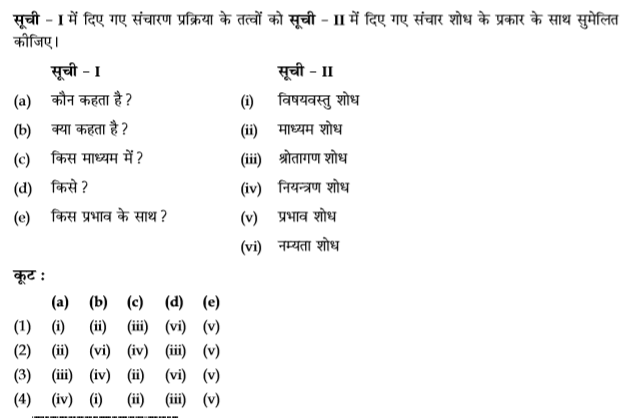 सूची - I में दिए गए संचारण प्रक्रिया के तत्वों को सूची - II में दिए गए संचार शोध के प्रकार के साथ सुमेलित
कीजिए।
सूची - I सूची - II
(a) कौन कहता है ? (i) विषयवस्तु शोध
(b) क्या कहता है ? (ii) माध्यम शोध
(c) किस माध्यम में ? (iii) श्रोतागण शोध
(d) किसे ? (iv) नियन्त्रण शोध
(e) किस प्रभाव के साथ ? (v) प्रभाव शोध
(vi) नम्यता शोध
कूट :
(a) (b) (c) (d) (e)
(1) (i) (ii) (iii) (vi) (v)
(2) (ii) (vi) (iv) (iii) (v)
(3) (iii) (iv) (ii) (vi) (v)
(4) (iv) (i) (ii) (iii) (v)